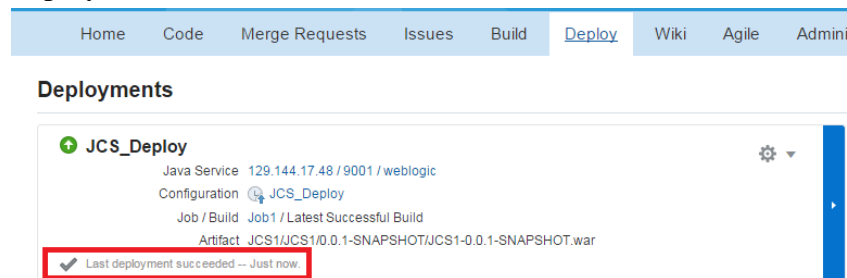 Home Code Merge Requests Issues Build Deploy Wiki Agile Admini
Deployments
JCS_Deploy
Java Service 129.144.17.48 / 9001 / weblogic
Configuration JCS_Deploy
Job / Build Job1 / Latest Successful Build
Artifact JCS1/JCS1/0.0.1-SNAPSHOT/JCS1-0.0.1-SNAPSHOT.war
Last deployment succeeded -- Just now.